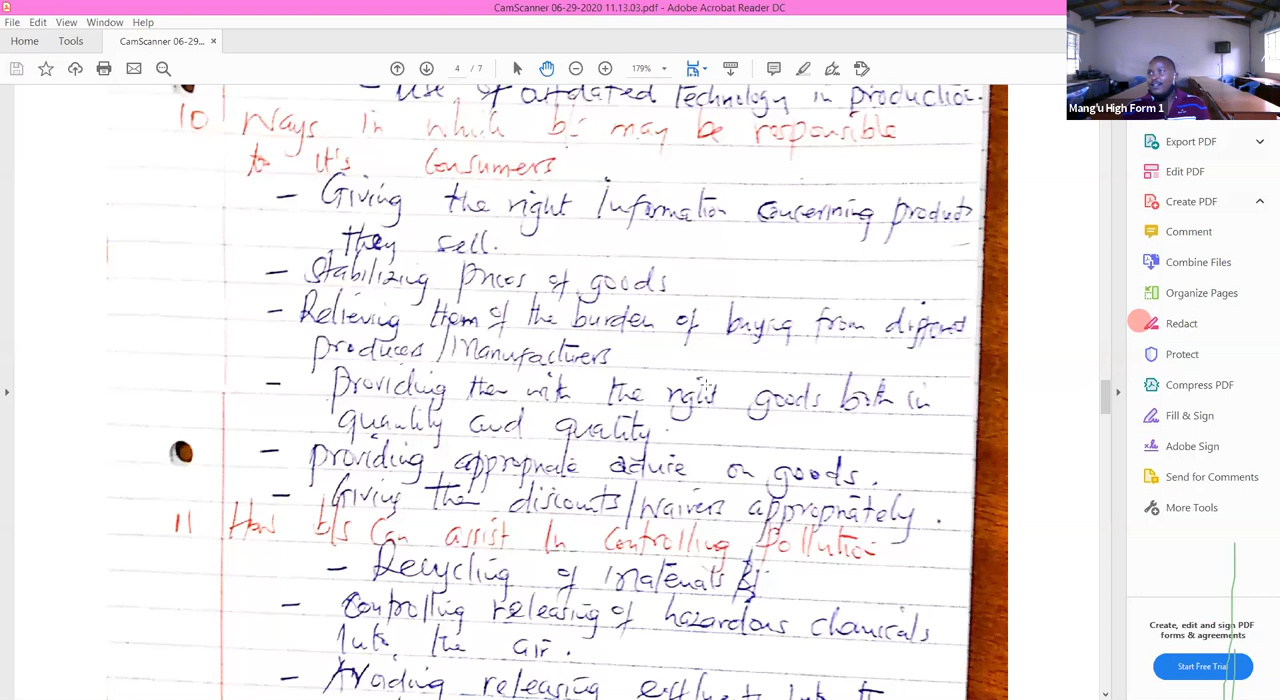 CamScanner 06-29-2020 11.13.03.pdf - Adobe Acrobat Reader DC
File Edit View Window Help
Home Tools CamScanner 06-29... ×
4 / 7 179%
Mang'u High Form 1
- Use of outdated Technology in production.
10 Ways in which b/s may be responsible
to it's consumers
- Giving the right Information concerning products
they sell.
- Stabilizing prices of goods
- Relieving them of the burden of buying from different
producers/Manufacturers
- Providing them with the right goods both in
quantity and quality.
- providing appropriate advice on goods.
- Giving the discounts/waivers appropriately.
11 How b/s can assist in controlling pollution
- Recycling of materials
- Controlling releasing of hazardous chemicals
into the air.
- Avoiding releasing
Export PDF
Edit PDF
Create PDF
Comment
Combine Files
Organize Pages
Redact
Protect
Compress PDF
Fill & Sign
Adobe Sign
Send for Comments
More Tools
Create, edit and sign PDF
forms & agreements
Start Free Trial